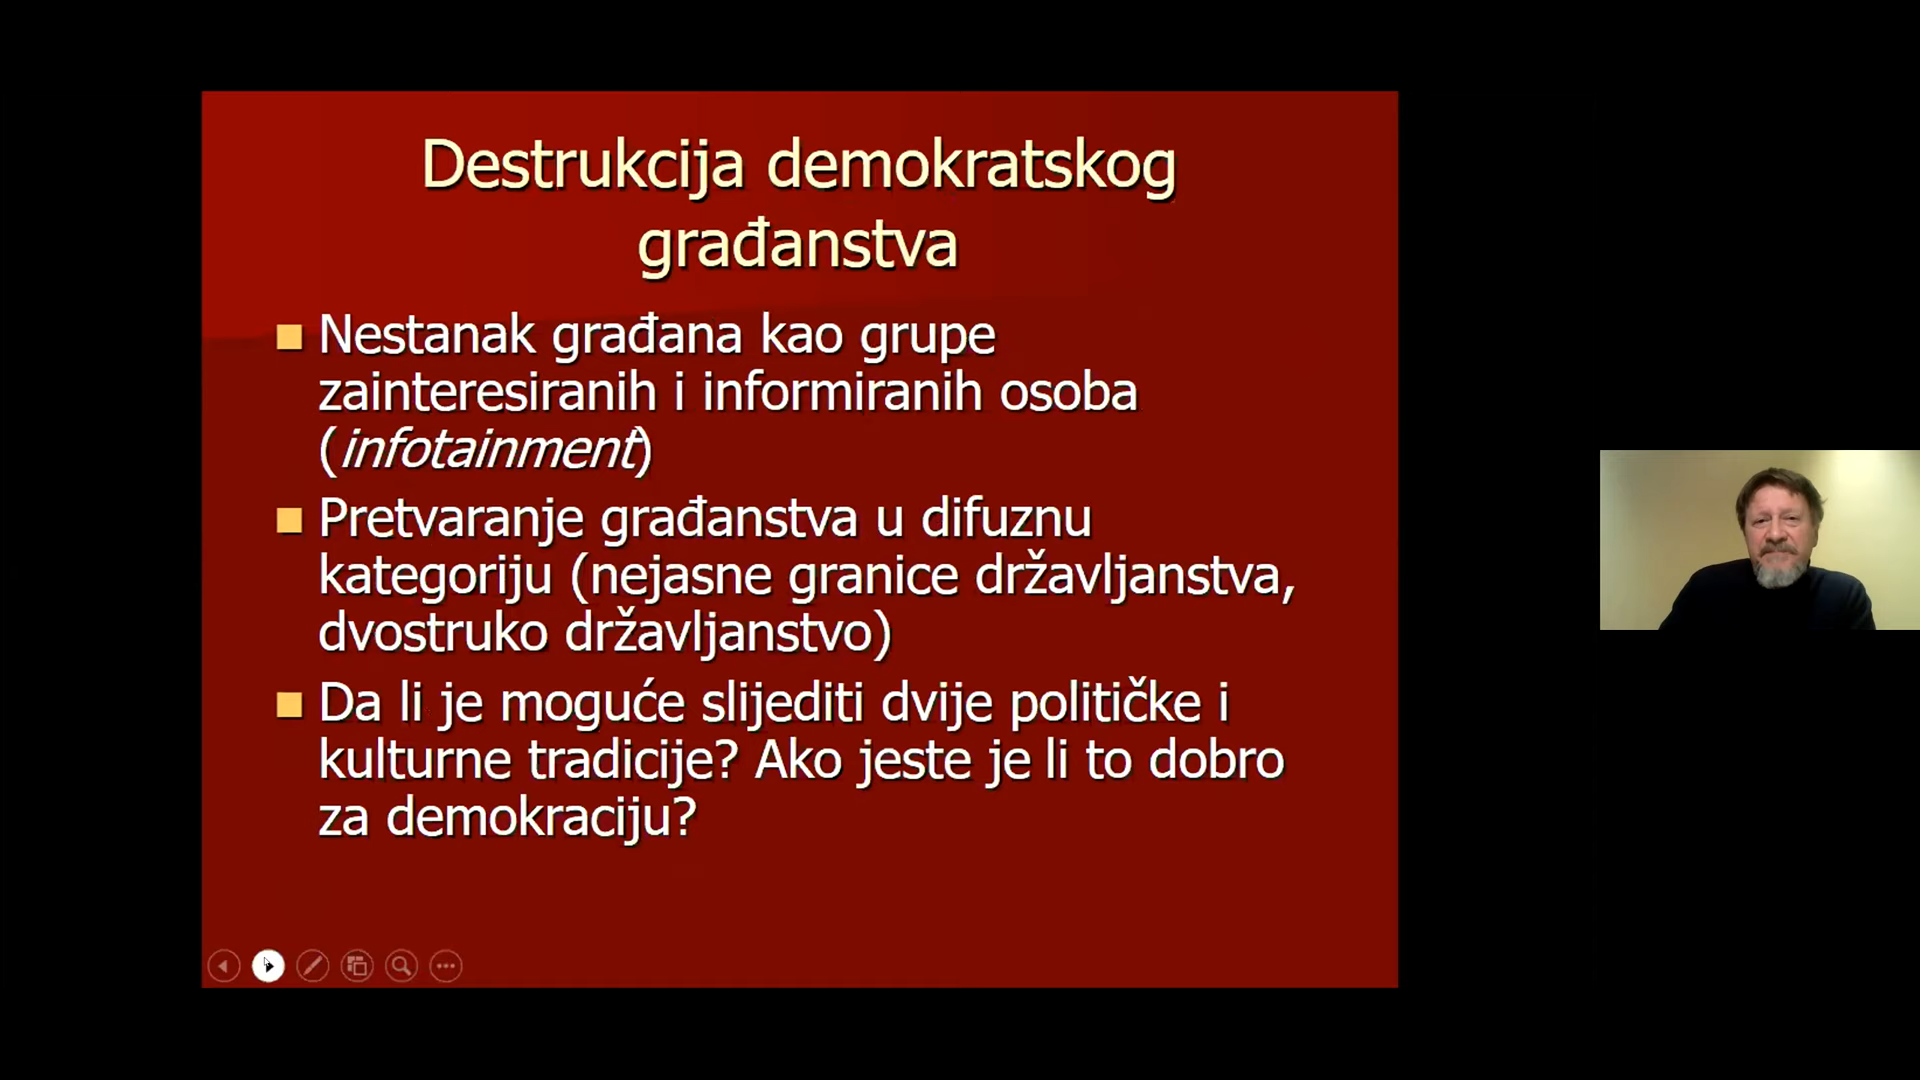 Destrukcija demokratskog
građanstva
Nestanak građana kao grupe
zainteresiranih i informiranih osoba
(infotainment)
Pretvaranje građanstva u difuznu
kategoriju (nejasne granice državljanstva,
dvostruko državljanstvo)
Da li je moguće slijediti dvije političke i
kulturne tradicije? Ako jeste je li to dobro
za demokraciju?